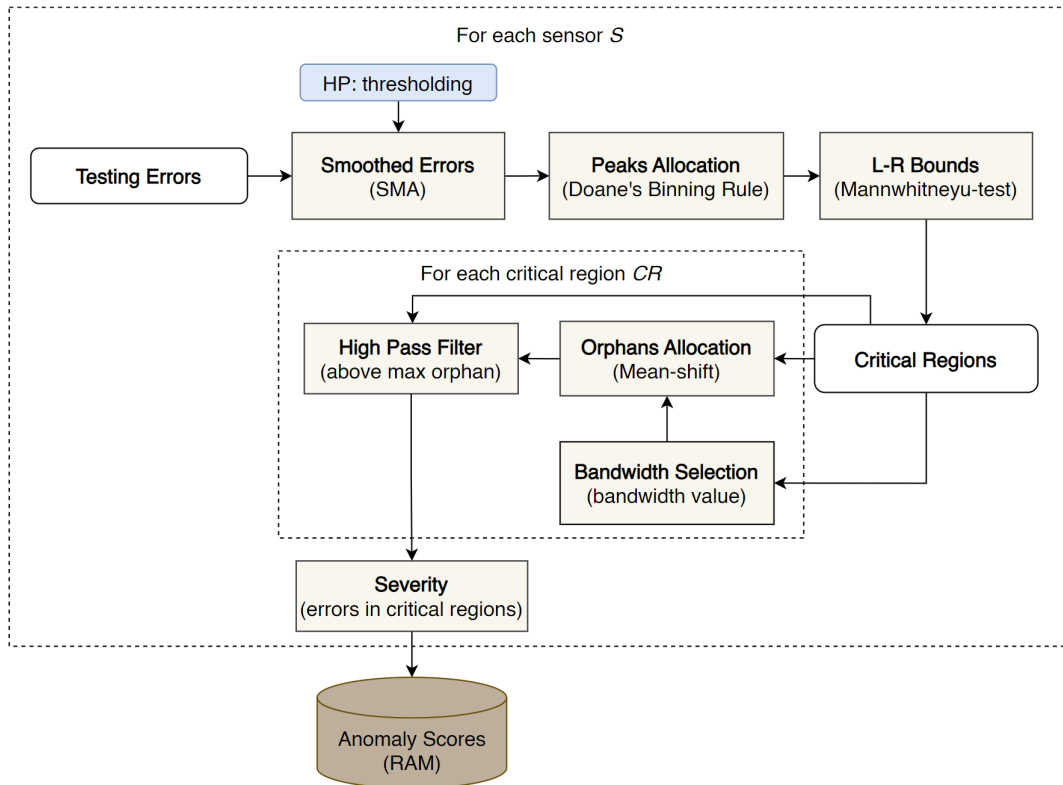 For each sensor S
HP: thresholding
Testing Errors
Smoothed Errors
(SMA)
Peaks Allocation
(Doane's Binning Rule)
L-R Bounds
(Mannwhitneyu-test)
For each critical region CR
High Pass Filter
(above max orphan)
Orphans Allocation
(Mean-shift)
Critical Regions
Bandwidth Selection
(bandwidth value)
Severity
(errors in critical regions)
Anomaly Scores
(RAM)